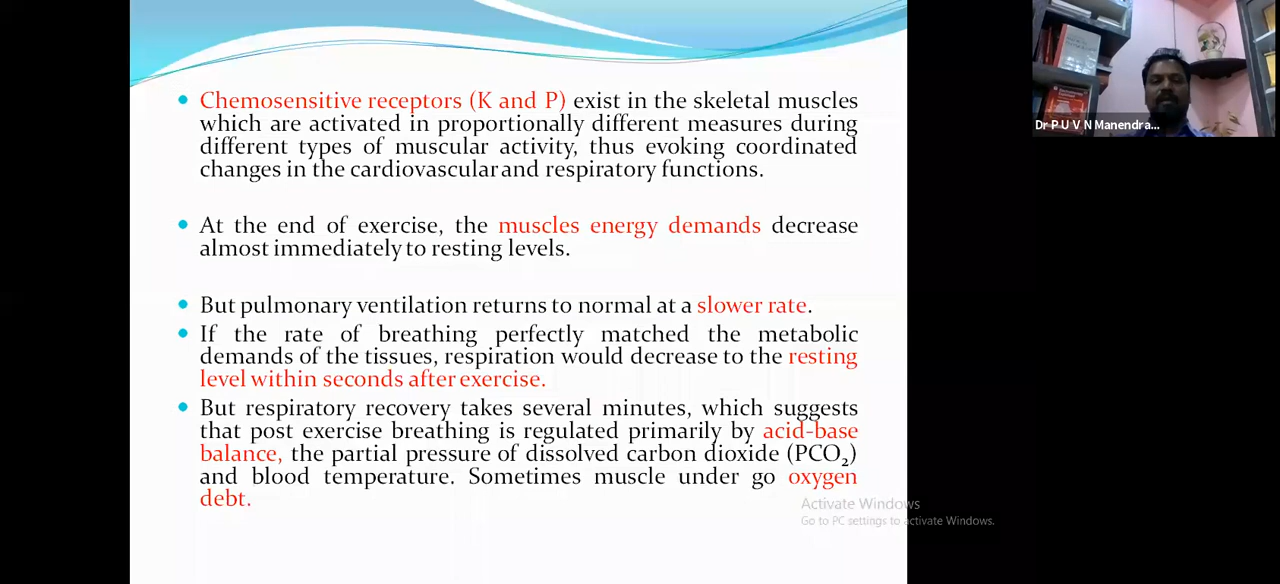 Chemosensitive receptors (K and P) exist in the skeletal muscles
which are activated in proportionally different measures during
different types of muscular activity, thus evoking coordinated
changes in the cardiovascular and respiratory functions.
At the end of exercise, the muscles energy demands decrease
almost immediately to resting levels.
But pulmonary ventilation returns to normal at a slower rate.
If the rate of breathing perfectly matched the metabolic
demands of the tissues, respiration would decrease to the resting
level within seconds after exercise.
But respiratory recovery takes several minutes, which suggests
that post exercise breathing is regulated primarily by acid-base
balance, the partial pressure of dissolved carbon dioxide (PCO₂)
and blood temperature. Sometimes muscle under go oxygen
debt.
Activate Windows
Go to PC settings to activate Windows.
Dr P U V N Manendra...